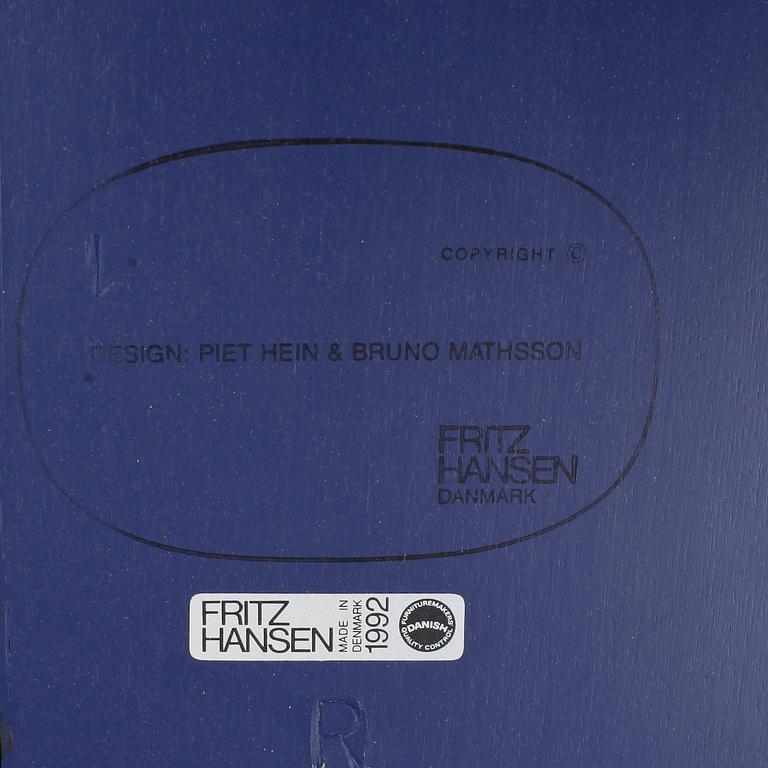 COPYRIGHT ©
DESIGN: PIET HEIN & BRUNO MATHSSON
FRITZ
HANSEN
DANMARK
FRITZ
HANSEN
MADE IN
DENMARK
1992
FURNITUREMAKERS'
DANISH
QUALITY CONTROL
R